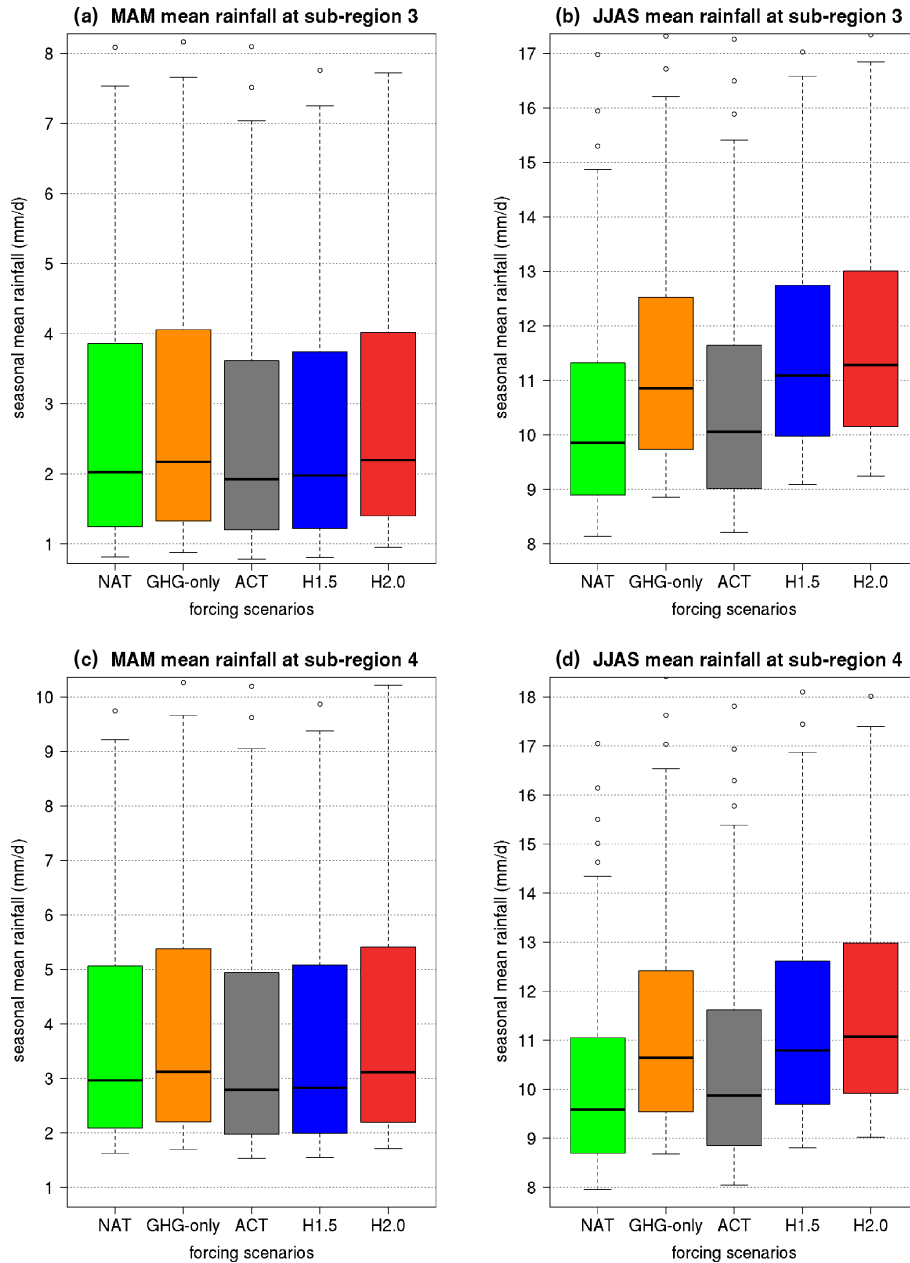 (a) MAM mean rainfall at sub-region 3
seasonal mean rainfall (mm/d)
8
7
6
5
4
3
2
1
NAT GHG-only ACT H1.5 H2.0
forcing scenarios
(b) JJAS mean rainfall at sub-region 3
seasonal mean rainfall (mm/d)
17
16
15
14
13
12
11
10
9
8
NAT GHG-only ACT H1.5 H2.0
forcing scenarios
(c) MAM mean rainfall at sub-region 4
seasonal mean rainfall (mm/d)
10
9
8
7
6
5
4
3
2
1
NAT GHG-only ACT H1.5 H2.0
forcing scenarios
(d) JJAS mean rainfall at sub-region 4
seasonal mean rainfall (mm/d)
18
17
16
15
14
13
12
11
10
9
8
NAT GHG-only ACT H1.5 H2.0
forcing scenarios